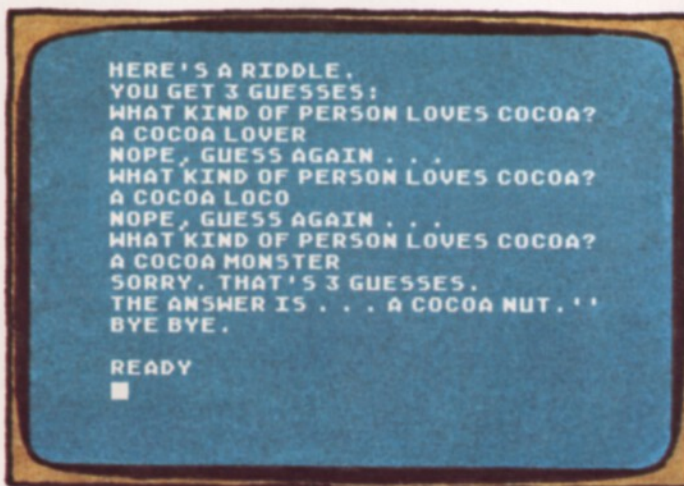 HERE'S A RIDDLE.
YOU GET 3 GUESSES:
WHAT KIND OF PERSON LOVES COCOA?
A COCOA LOVER
NOPE, GUESS AGAIN . . .
WHAT KIND OF PERSON LOVES COCOA?
A COCOA LOCO
NOPE, GUESS AGAIN . . .
WHAT KIND OF PERSON LOVES COCOA?
A COCOA MONSTER
SORRY. THAT'S 3 GUESSES.
THE ANSWER IS . . . A COCOA NUT.''
BYE BYE.
READY